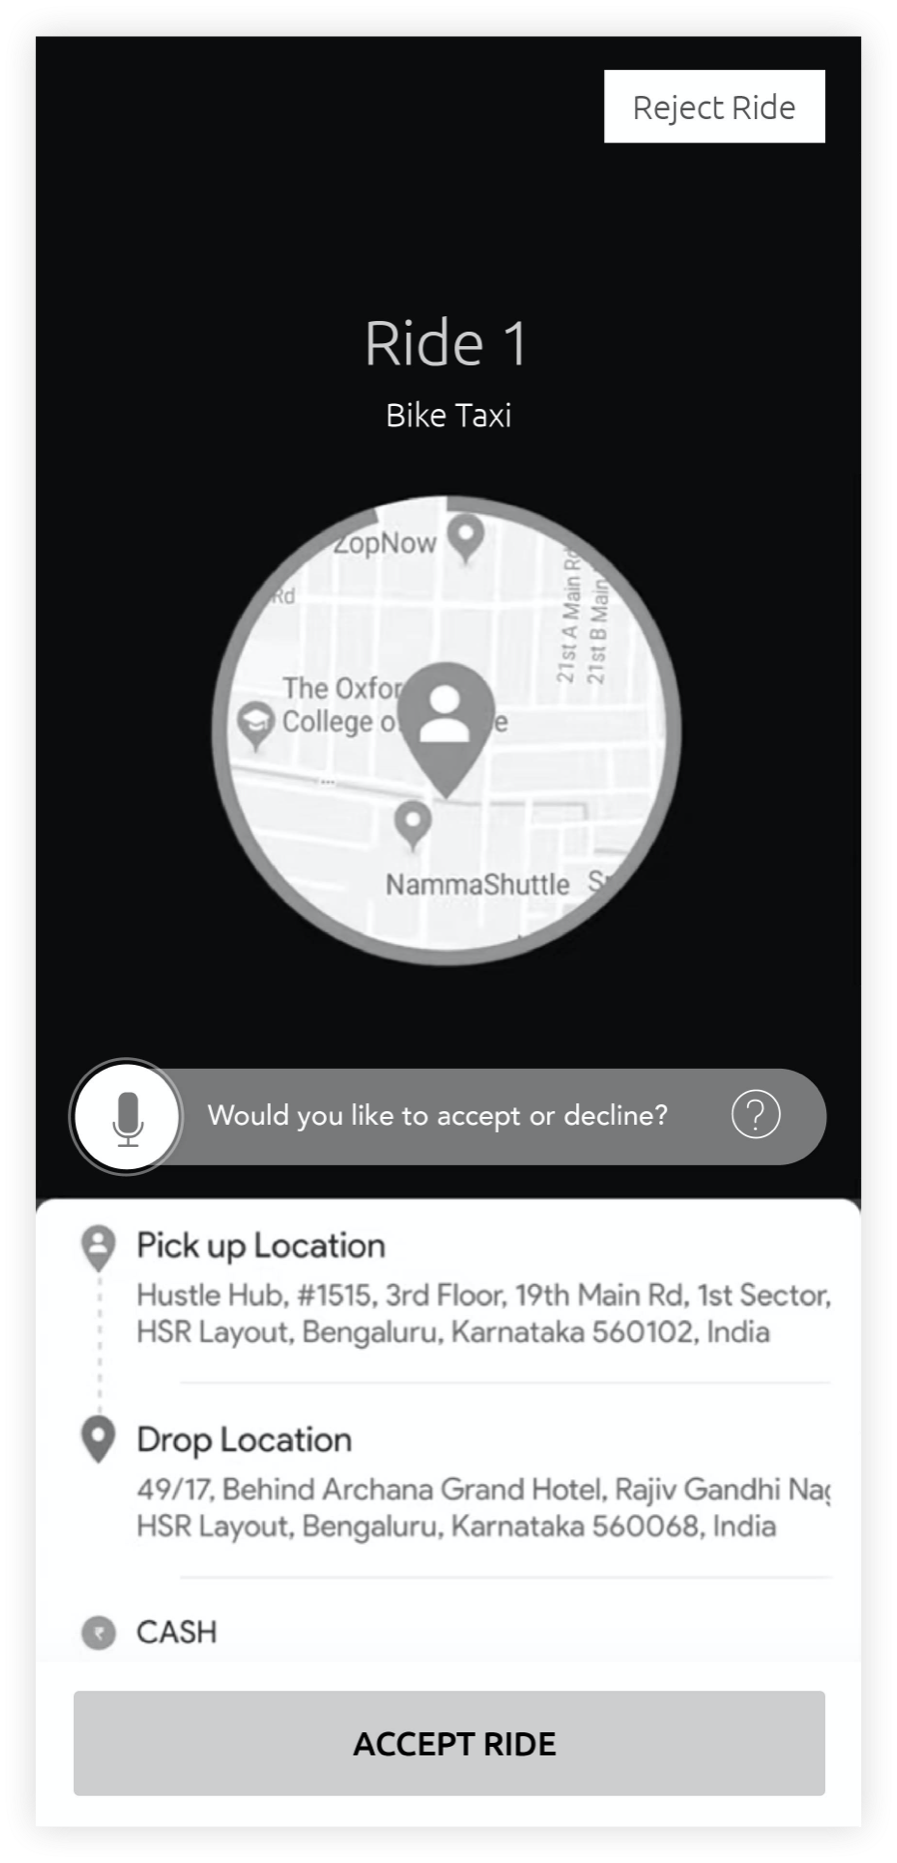 Reject Ride
Ride 1
Bike Taxi
ZopNow
Rd
21st A Main Rd
21st B Main
The Oxfor
College o e
NammaShuttle
Would you like to accept or decline? ?
Pick up Location
Hustle Hub, #1515, 3rd Floor, 19th Main Rd, 1st Sector,
HSR Layout, Bengaluru, Karnataka 560102, India
Drop Location
49/17, Behind Archana Grand Hotel, Rajiv Gandhi Nag
HSR Layout, Bengaluru, Karnataka 560068, India
₹ CASH
ACCEPT RIDE